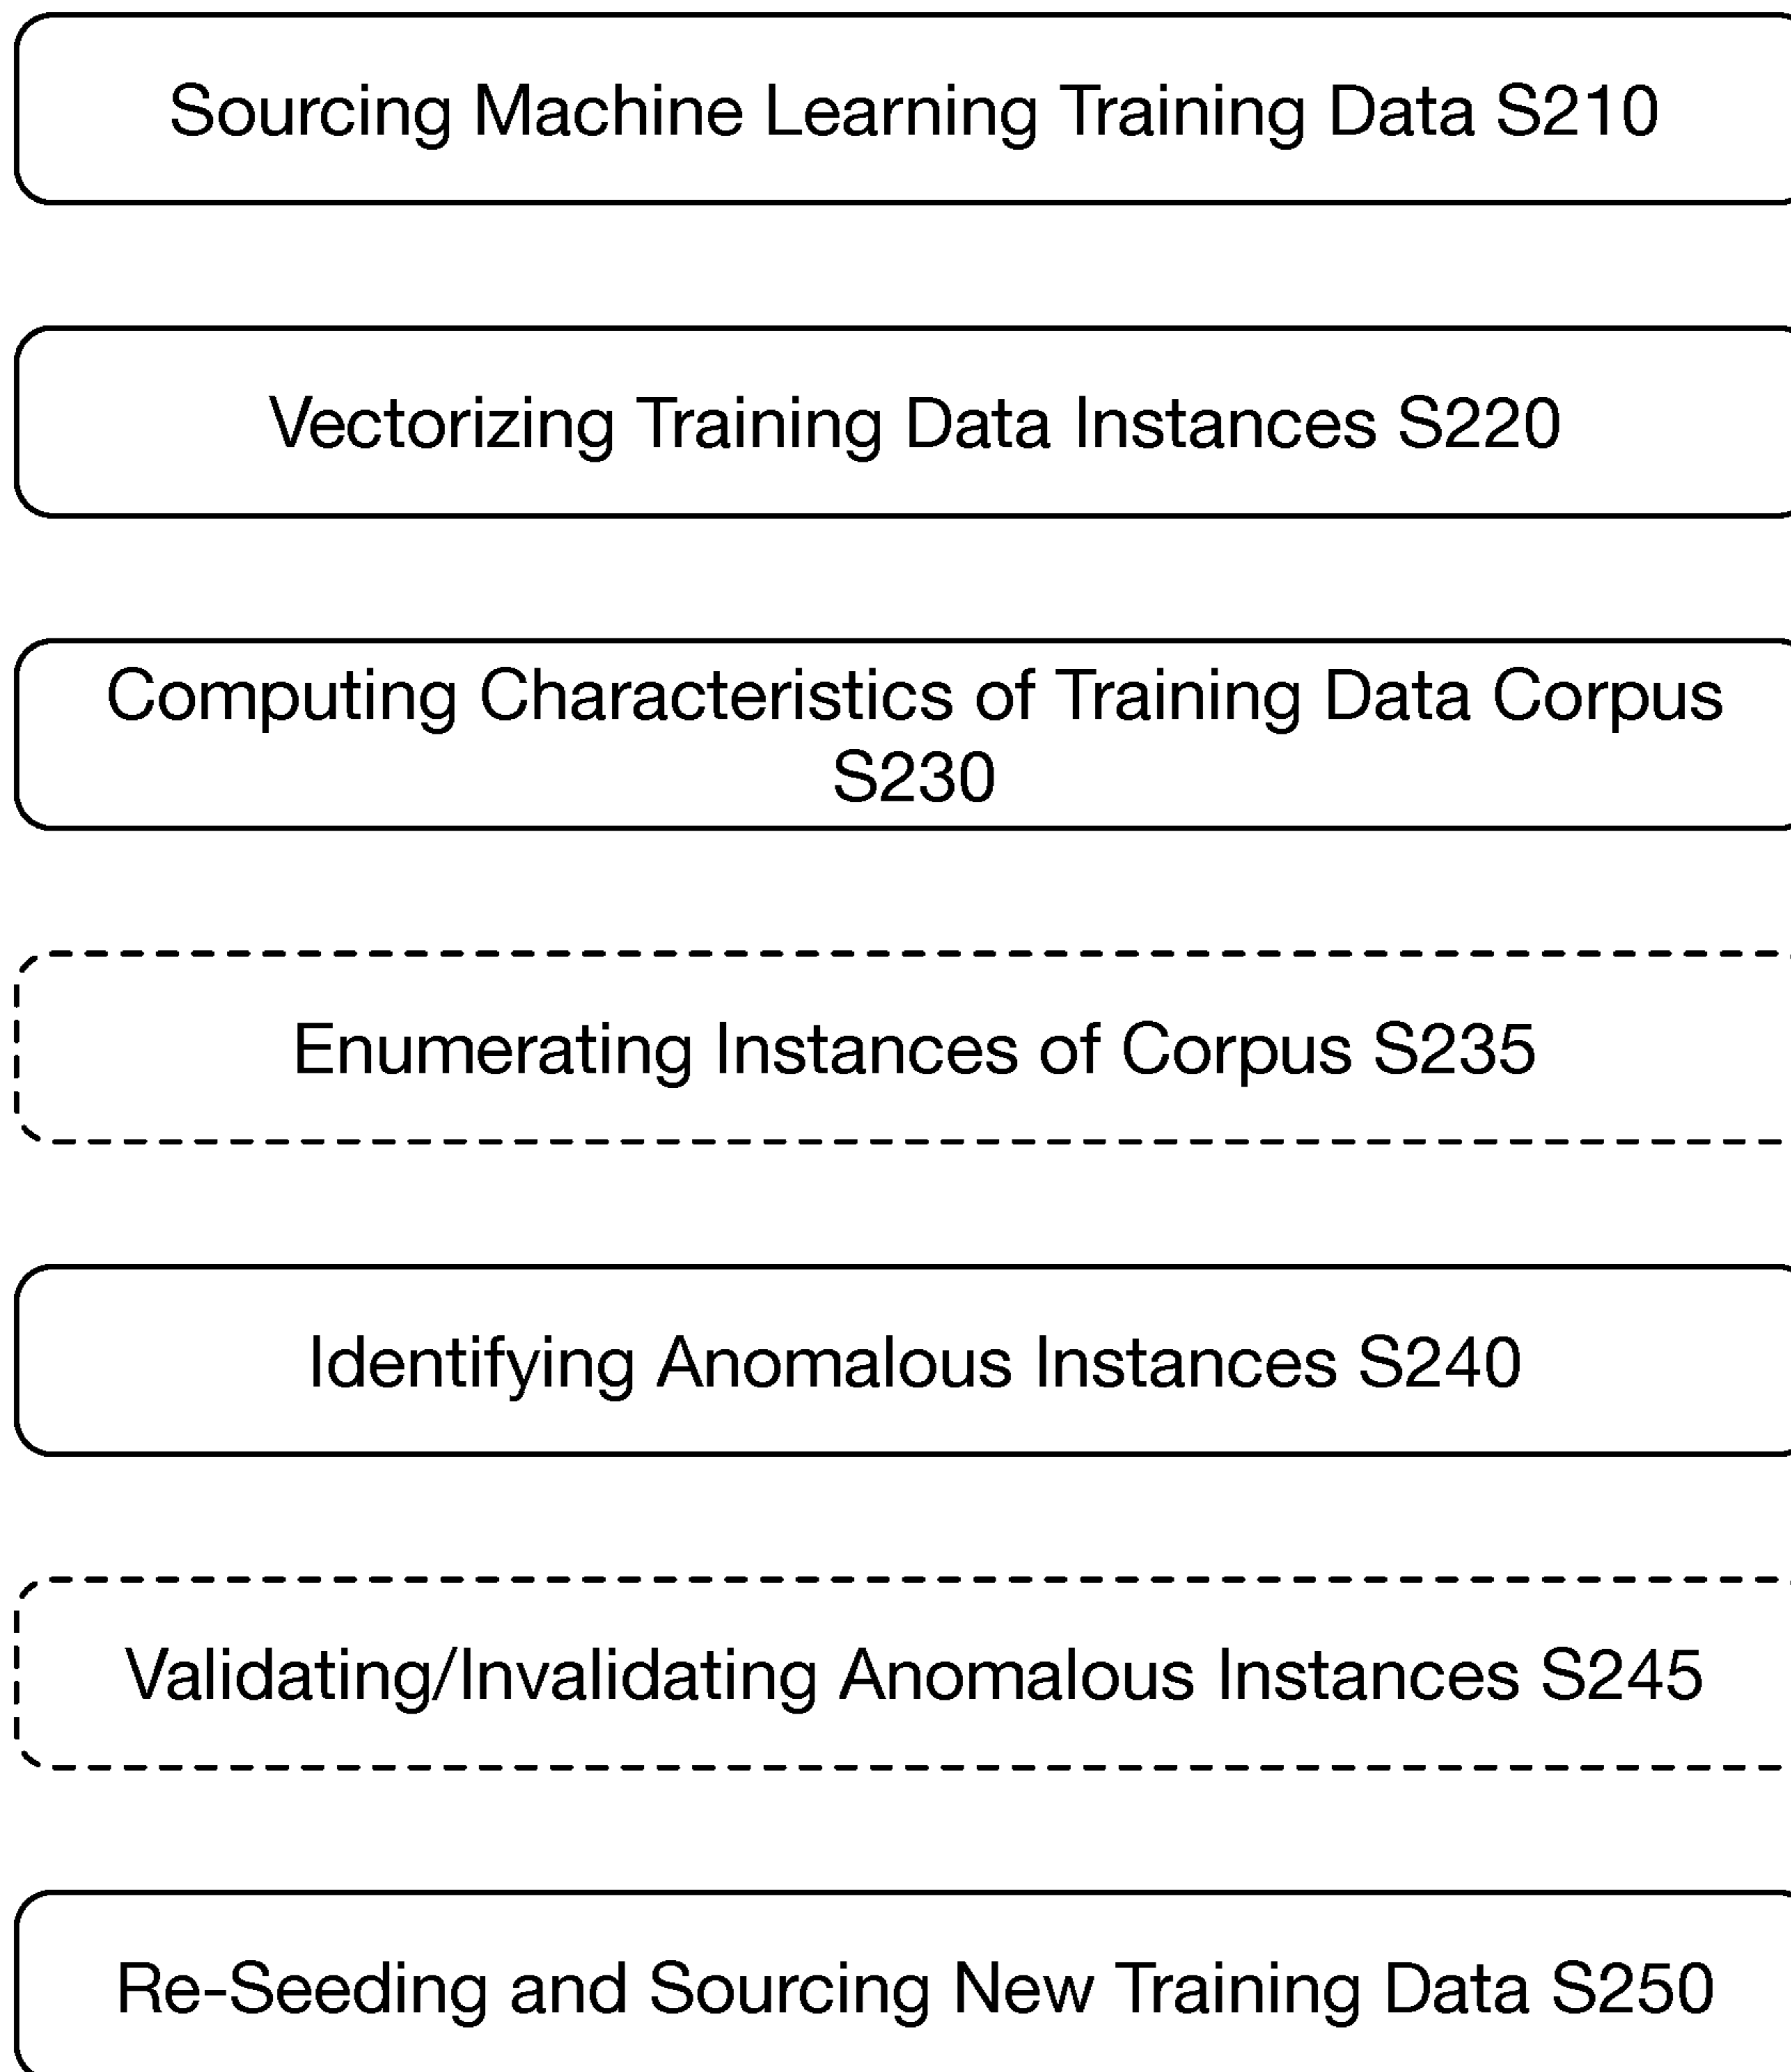 Sourcing Machine Learning Training Data S210
Vectorizing Training Data Instances S220
Computing Characteristics of Training Data Corpus
S230
Enumerating Instances of Corpus S235
Identifying Anomalous Instances S240
Validating/Invalidating Anomalous Instances S245
Re-Seeding and Sourcing New Training Data S250